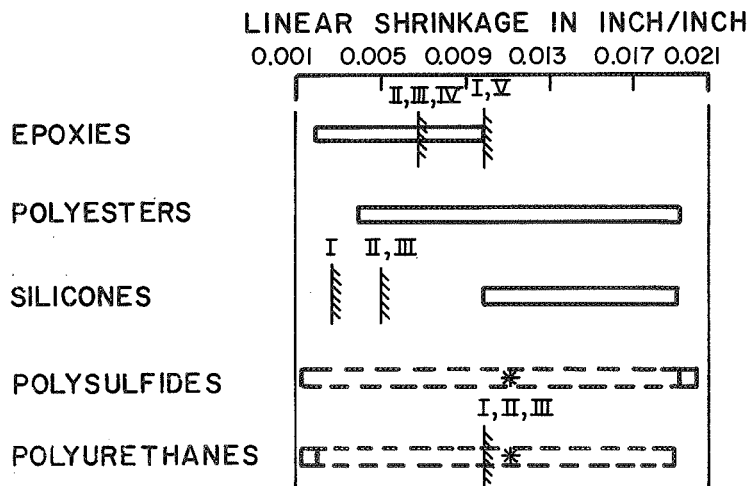 LINEAR SHRINKAGE IN INCH/INCH
0.001 0.005 0.009 0.013 0.017 0.021
II,III,IV I,V
EPOXIES
POLYESTERS
I II,III
SILICONES
POLYSULFIDES
*
I,II,III
POLYURETHANES
*